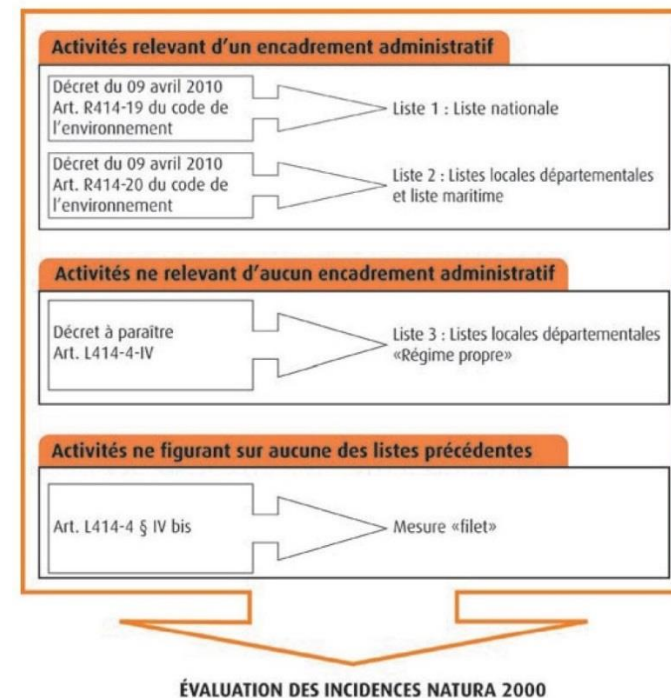 Activités relevant d'un encadrement administratif
Décret du 09 avril 2010
Art. R414-19 du code de
l'environnement
Liste 1 : Liste nationale
Décret du 09 avril 2010
Art. R414-20 du code de
l'environnement
Liste 2 : Listes locales départementales
et liste maritime
Activités ne relevant d'aucun encadrement administratif
Décret à paraître
Art. L414-4-IV
Liste 3 : Listes locales départementales
«Régime propre»
Activités ne figurant sur aucune des listes précédentes
Art. L414-4 § IV bis
Mesure «filet»
ÉVALUATION DES INCIDENCES NATURA 2000